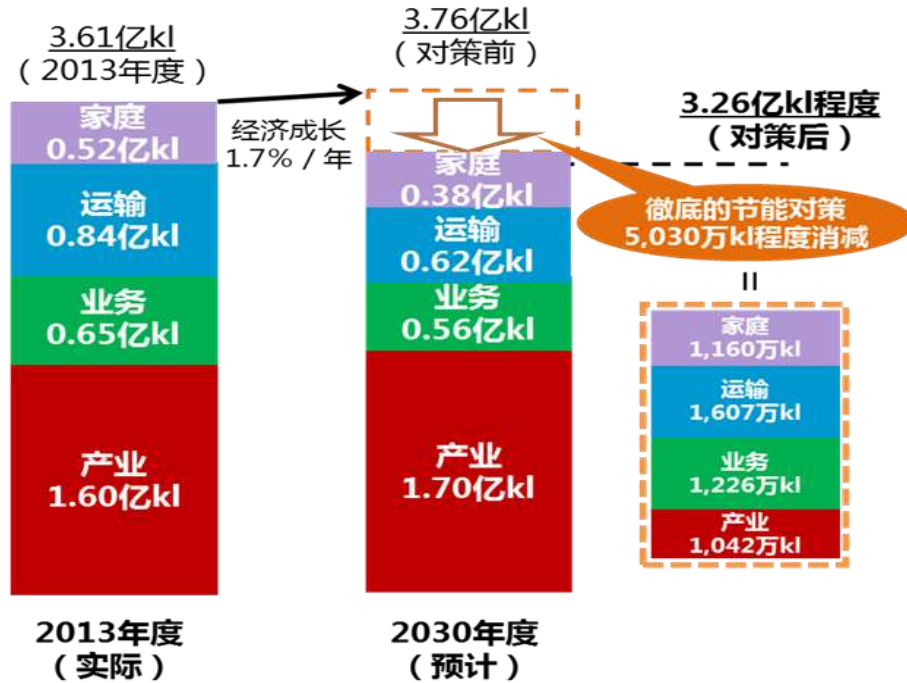 3.61亿kl
（2013年度）
家庭
0.52亿kl
运输
0.84亿kl
业务
0.65亿kl
产业
1.60亿kl
2013年度
（实际）
经济成长
1.7％ / 年
3.76亿kl
（对策前）
家庭
0.38亿kl
运输
0.62亿kl
业务
0.56亿kl
产业
1.70亿kl
2030年度
（预计）
3.26亿kl程度
（对策后）
徹底的节能对策
5,030万kl程度消减
=
家庭
1,160万kl
运输
1,607万kl
业务
1,226万kl
产业
1,042万kl